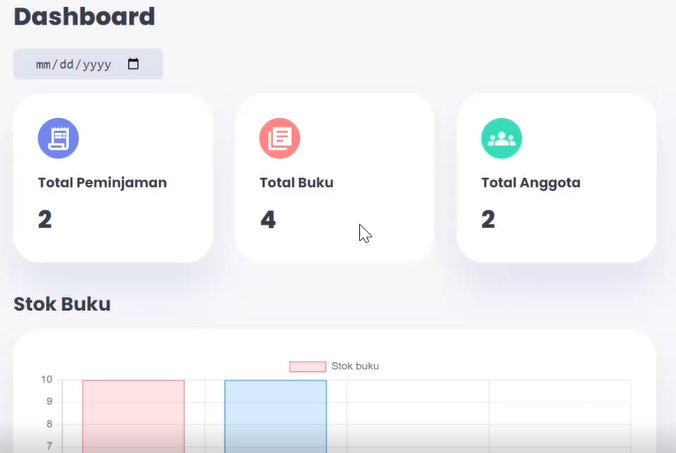 Dashboard
mm/dd/yyyy
Total Peminjaman
2
Total Buku
4
Total Anggota
2
Stok Buku
Stok buku
10
9
8
7